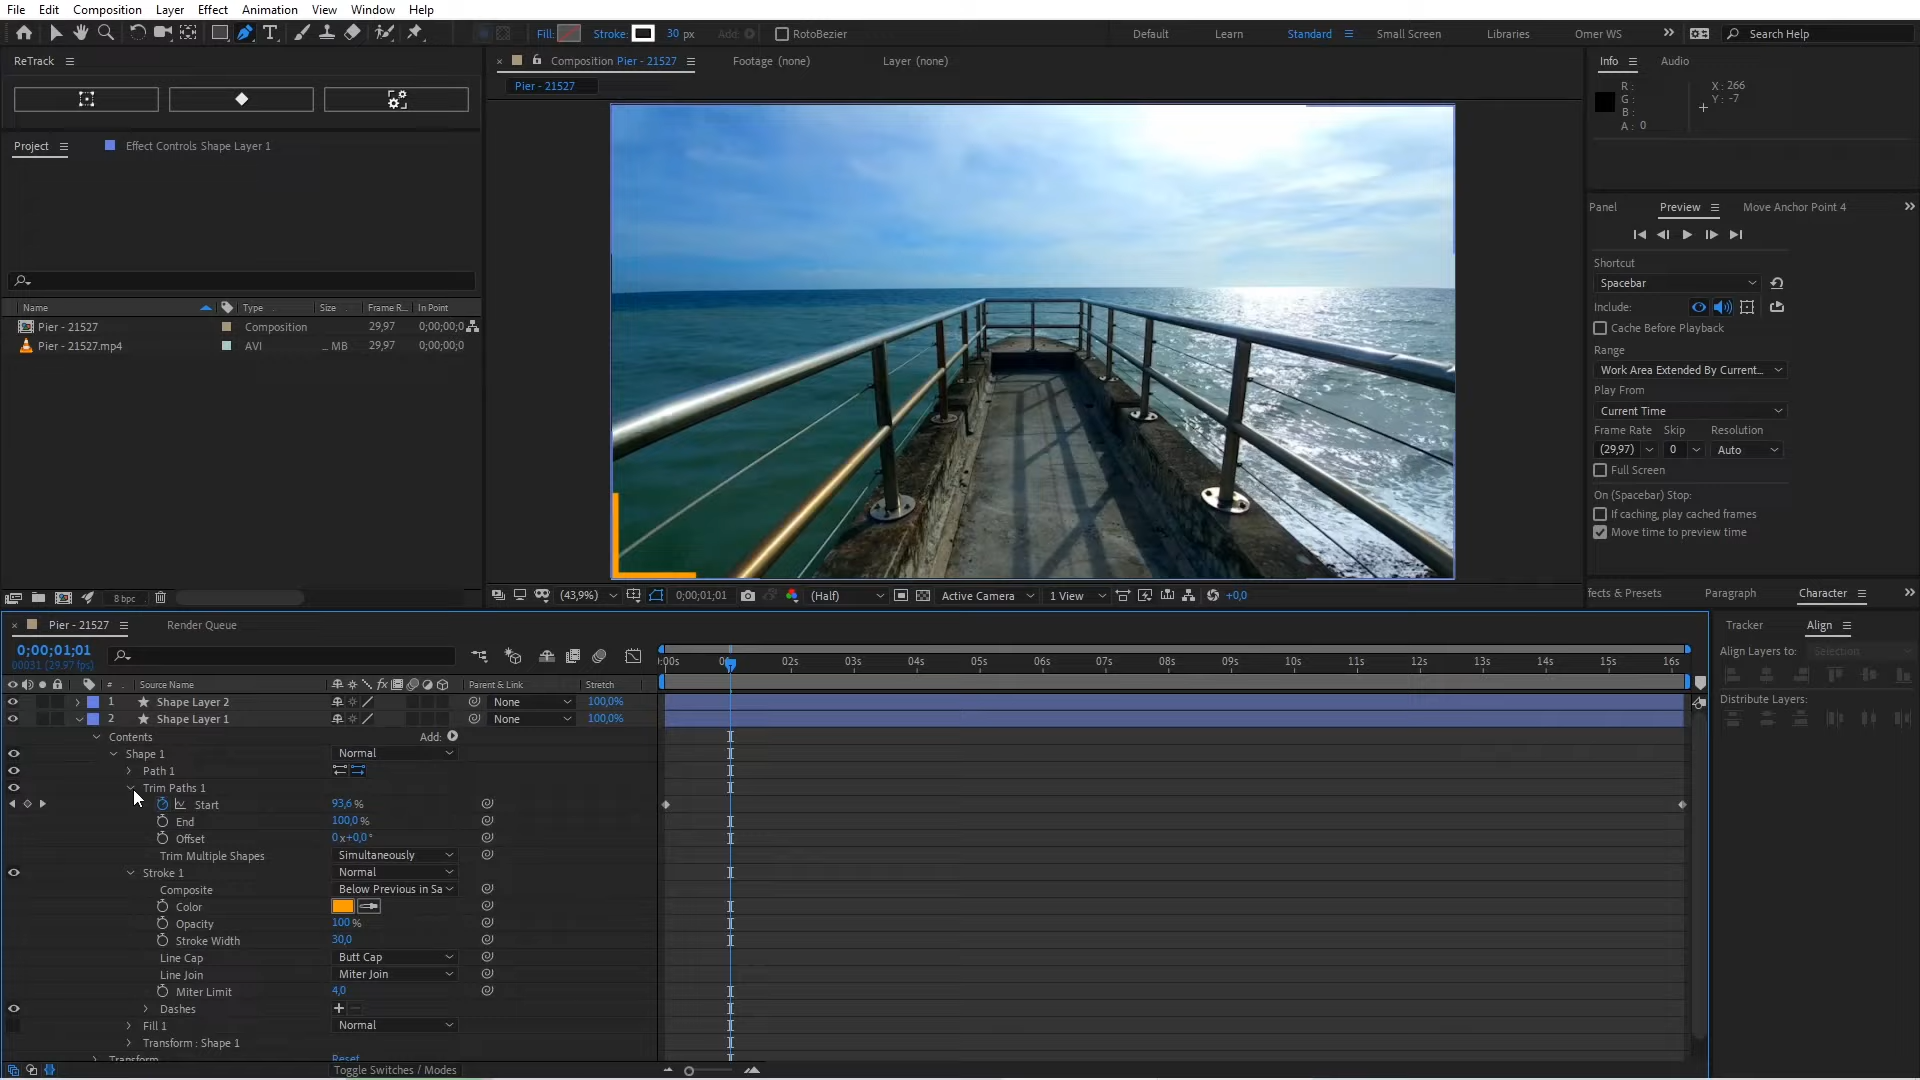 File Edit Composition Layer Effect Animation View Window Help
Fill: Stroke: 30 px Add: RotoBezier Default Learn Standard Small Screen Libraries Omer WS Search Help
ReTrack
Composition Pier - 21527 Footage (none) Layer (none)
Pier - 21527
Info Audio
R :
G :
B :
A : 0
X : 266
Y : -7
Project Effect Controls Shape Layer 1
Name Type Size Frame R... In Point
Pier - 21527 Composition 29,97 0;00;00;0
Pier - 21527.mp4 AVI ... MB 29,97 0;00;00;0
8 bpc
Panel Preview Move Anchor Point 4
Shortcut
Spacebar
Include:
Cache Before Playback
Range
Work Area Extended By Current...
Play From
Current Time
Frame Rate Skip Resolution
(29,97) 0 Auto
Full Screen
On (Spacebar) Stop:
If caching, play cached frames
Move time to preview time
(43,9%) 0;00;01;01 (Half) Active Camera 1 View +0,0
fects & Presets Paragraph Character
Pier - 21527 Render Queue
Tracker Align
Align Layers to: Selection
Distribute Layers:
0;00;01;01
00031 (29.97 fps)
:00s 02s 03s 04s 05s 06s 07s 08s 09s 10s 11s 12s 13s 14s 15s 16s
# Source Name Parent & Link Stretch
1 Shape Layer 2 None 100,0%
2 Shape Layer 1 None 100,0%
Contents Add:
Shape 1 Normal
Path 1
Trim Paths 1
Start 93,6 %
End 100,0 %
Offset 0 x+0,0 °
Trim Multiple Shapes Simultaneously
Stroke 1 Normal
Composite Below Previous in Sa
Color
Opacity 100 %
Stroke Width 30,0
Line Cap Butt Cap
Line Join Miter Join
Miter Limit 4,0
Dashes + −
Fill 1 Normal
Transform : Shape 1
Transform Reset
Toggle Switches / Modes